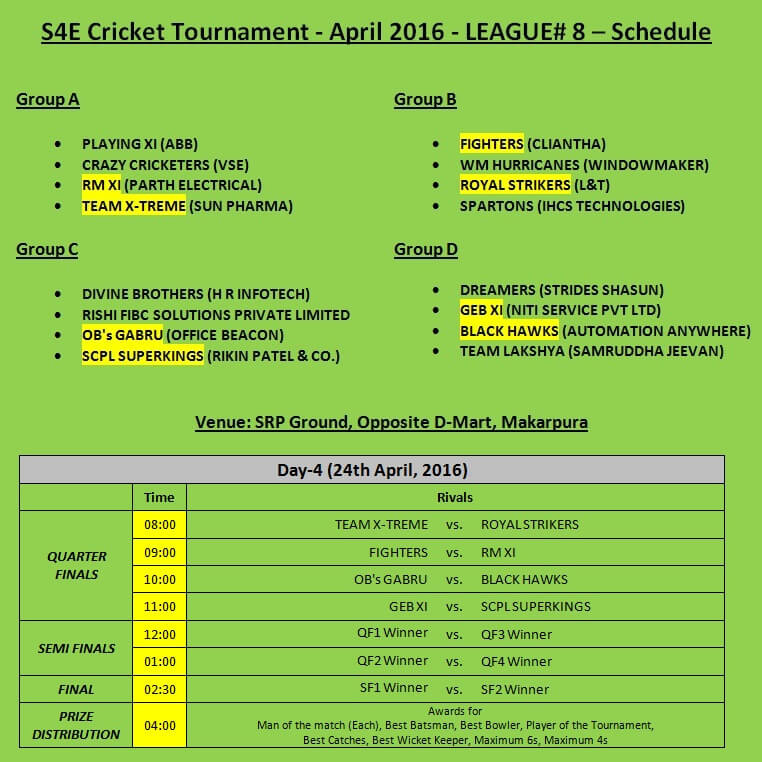 S4E Cricket Tournament - April 2016 - LEAGUE# 8 – Schedule
Group A
• PLAYING XI (ABB)
• CRAZY CRICKETERS (VSE)
• RM XI (PARTH ELECTRICAL)
• TEAM X-TREME (SUN PHARMA)
Group B
• FIGHTERS (CLIANTHA)
• WM HURRICANES (WINDOWMAKER)
• ROYAL STRIKERS (L&T)
• SPARTONS (IHCS TECHNOLOGIES)
Group C
• DIVINE BROTHERS (H R INFOTECH)
• RISHI FIBC SOLUTIONS PRIVATE LIMITED
• OB's GABRU (OFFICE BEACON)
• SCPL SUPERKINGS (RIKIN PATEL & CO.)
Group D
• DREAMERS (STRIDES SHASUN)
• GEB XI (NITI SERVICE PVT LTD)
• BLACK HAWKS (AUTOMATION ANYWHERE)
• TEAM LAKSHYA (SAMRUDDHA JEEVAN)
Venue: SRP Ground, Opposite D-Mart, Makarpura
Day-4 (24th April, 2016)
Time Rivals
QUARTER FINALS
08:00 TEAM X-TREME vs. ROYAL STRIKERS
09:00 FIGHTERS vs. RM XI
10:00 OB's GABRU vs. BLACK HAWKS
11:00 GEB XI vs. SCPL SUPERKINGS
SEMI FINALS
12:00 QF1 Winner vs. QF3 Winner
01:00 QF2 Winner vs. QF4 Winner
FINAL 02:30 SF1 Winner vs. SF2 Winner
PRIZE DISTRIBUTION
04:00
Awards for
Man of the match (Each), Best Batsman, Best Bowler, Player of the Tournament,
Best Catches, Best Wicket Keeper, Maximum 6s, Maximum 4s